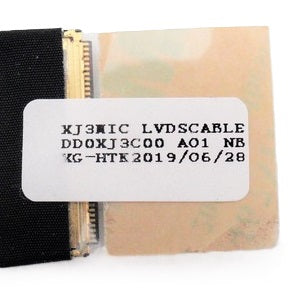 XJ3MIC LVDSCABLE
DD0XJ3C00 A01 NB
XG-HTK2019/06/28